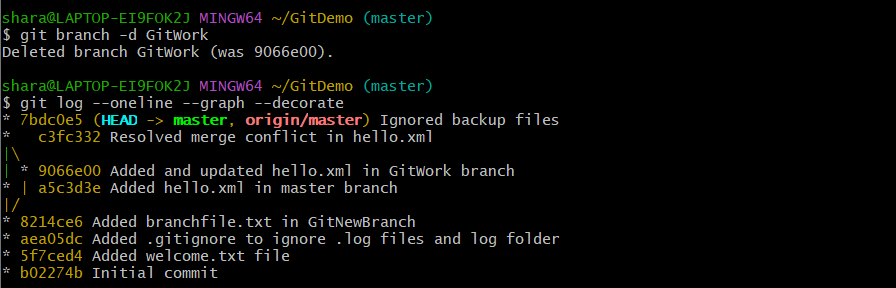 shara@LAPTOP-EI9FOK2J MINGW64 ~/GitDemo (master)
$ git branch -d GitWork
Deleted branch GitWork (was 9066e00).
shara@LAPTOP-EI9FOK2J MINGW64 ~/GitDemo (master)
$ git log --oneline --graph --decorate
* 7bdc0e5 (HEAD -> master, origin/master) Ignored backup files
*   c3fc332 Resolved merge conflict in hello.xml
|\
| * 9066e00 Added and updated hello.xml in GitWork branch
* | a5c3d3e Added hello.xml in master branch
|/
* 8214ce6 Added branchfile.txt in GitNewBranch
* aea05dc Added .gitignore to ignore .log files and log folder
* 5f7ced4 Added welcome.txt file
* b02274b Initial commit